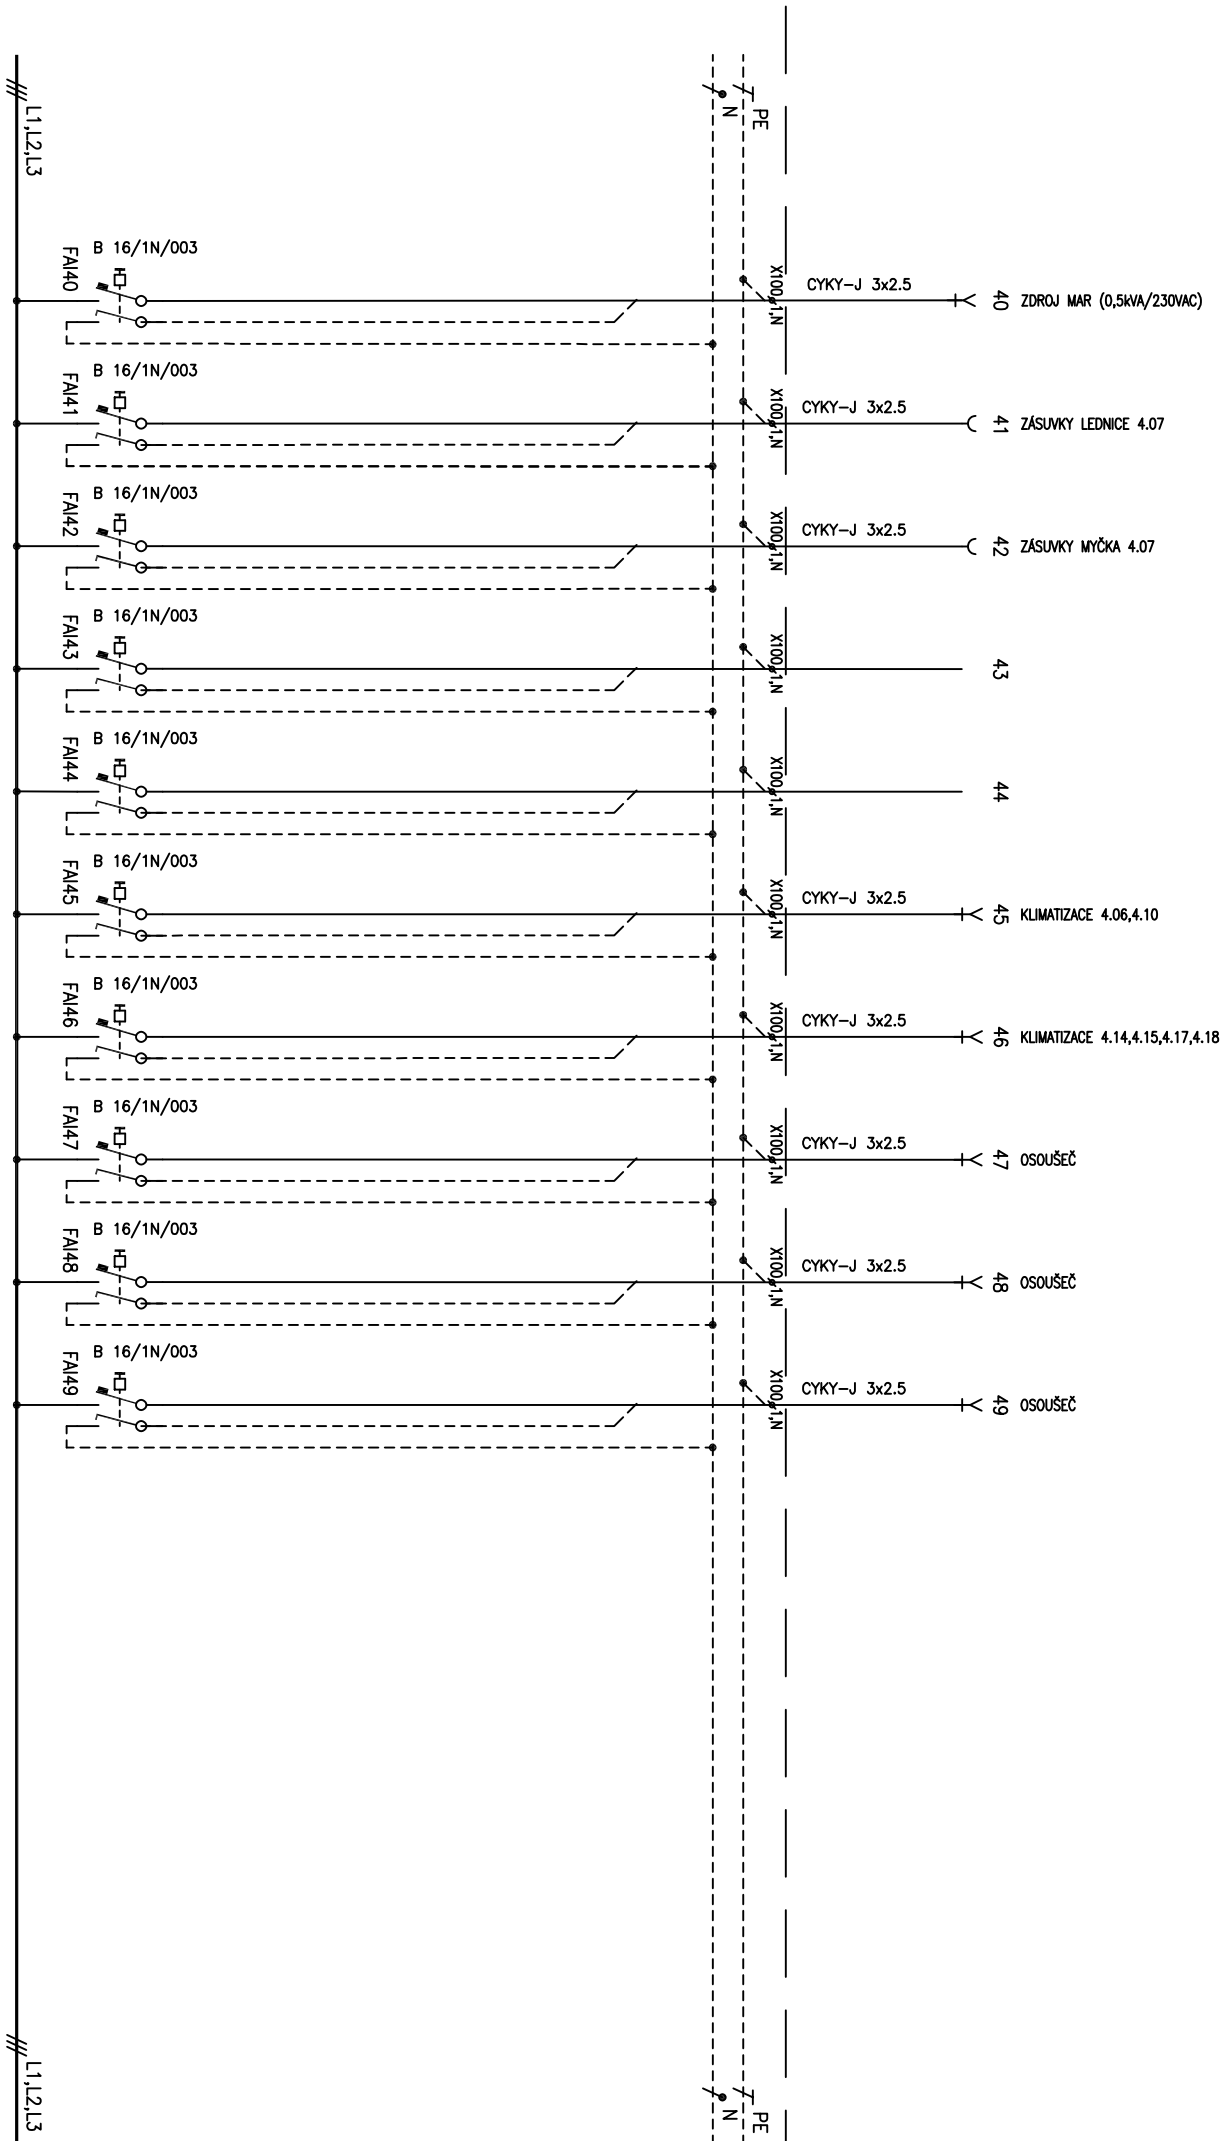 L1,L2,L3
N
PE
B 16/1N/003
FAI40
X100
1,N
CYKY-J 3x2.5
40 ZDROJ MAR (0,5kVA/230VAC)
B 16/1N/003
FAI41
X100
1,N
CYKY-J 3x2.5
41 ZÁSUVKY LEDNICE 4.07
B 16/1N/003
FAI42
X100
1,N
CYKY-J 3x2.5
42 ZÁSUVKY MYČKA 4.07
B 16/1N/003
FAI43
X100
1,N
43
B 16/1N/003
FAI44
X100
1,N
44
B 16/1N/003
FAI45
X100
1,N
CYKY-J 3x2.5
45 KLIMATIZACE 4.06,4.10
B 16/1N/003
FAI46
X100
1,N
CYKY-J 3x2.5
46 KLIMATIZACE 4.14,4.15,4.17,4.18
B 16/1N/003
FAI47
X100
1,N
CYKY-J 3x2.5
47 OSOUŠEČ
B 16/1N/003
FAI48
X100
1,N
CYKY-J 3x2.5
48 OSOUŠEČ
B 16/1N/003
FAI49
X100
1,N
CYKY-J 3x2.5
49 OSOUŠEČ
L1,L2,L3
N
PE